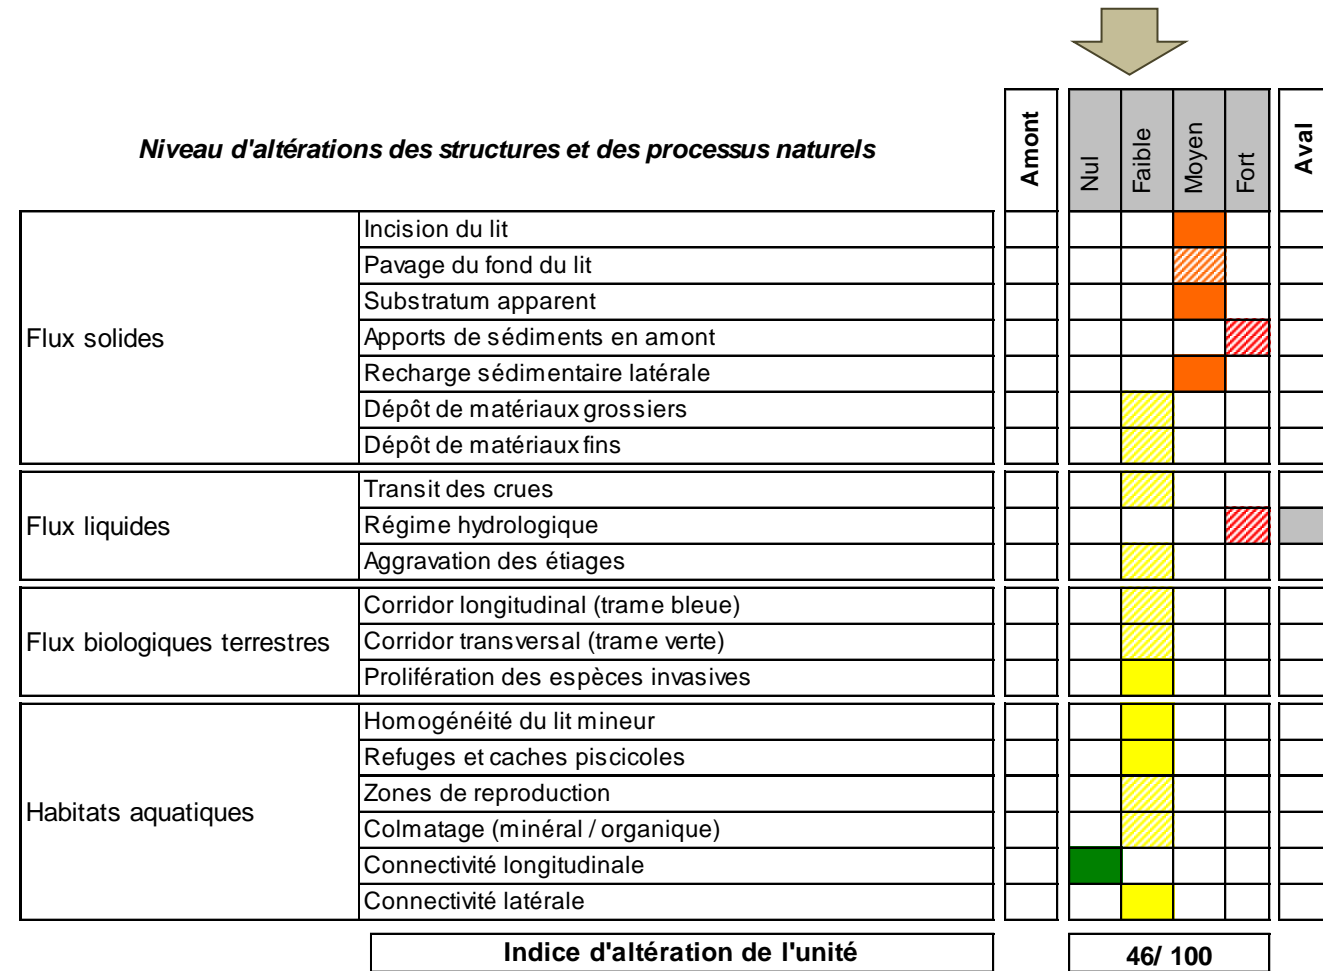 Niveau d'altérations des structures et des processus naturels
Amont
Nul
Faible
Moyen
Fort
Aval
Flux solides
Incision du lit
Pavage du fond du lit
Substratum apparent
Apports de sédiments en amont
Recharge sédimentaire latérale
Dépôt de matériaux grossiers
Dépôt de matériaux fins
Flux liquides
Transit des crues
Régime hydrologique
Aggravation des étiages
Flux biologiques terrestres
Corridor longitudinal (trame bleue)
Corridor transversal (trame verte)
Prolifération des espèces invasives
Habitats aquatiques
Homogénéité du lit mineur
Refuges et caches piscicoles
Zones de reproduction
Colmatage (minéral / organique)
Connectivité longitudinale
Connectivité latérale
Indice d'altération de l'unité
46/ 100